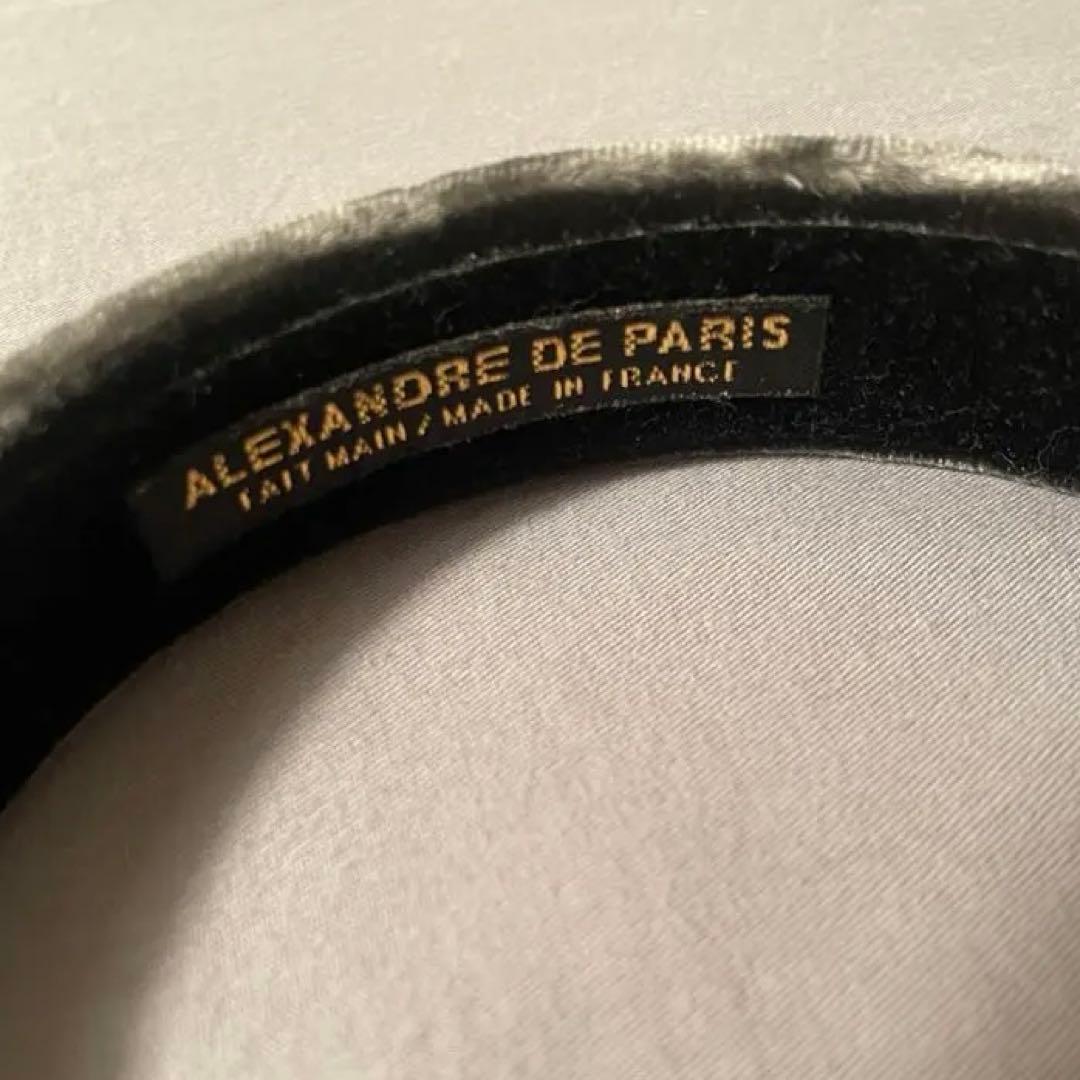 ALEXANDRE DE PARIS
FAIT MAIN / MADE IN FRANCE